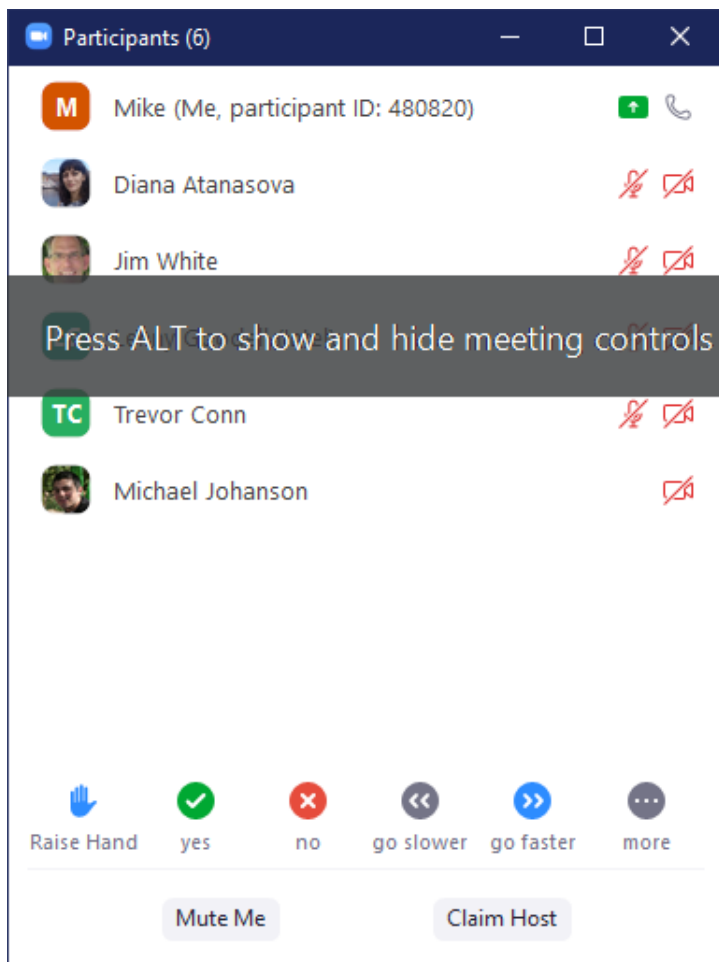 Participants (6)
M
Mike (Me, participant ID: 480820)
Diana Atanasova
Jim White
Press ALT to show and hide meeting controls
TC
Trevor Conn
Michael Johanson
Raise Hand
yes
no
go slower
go faster
more
Mute Me
Claim Host